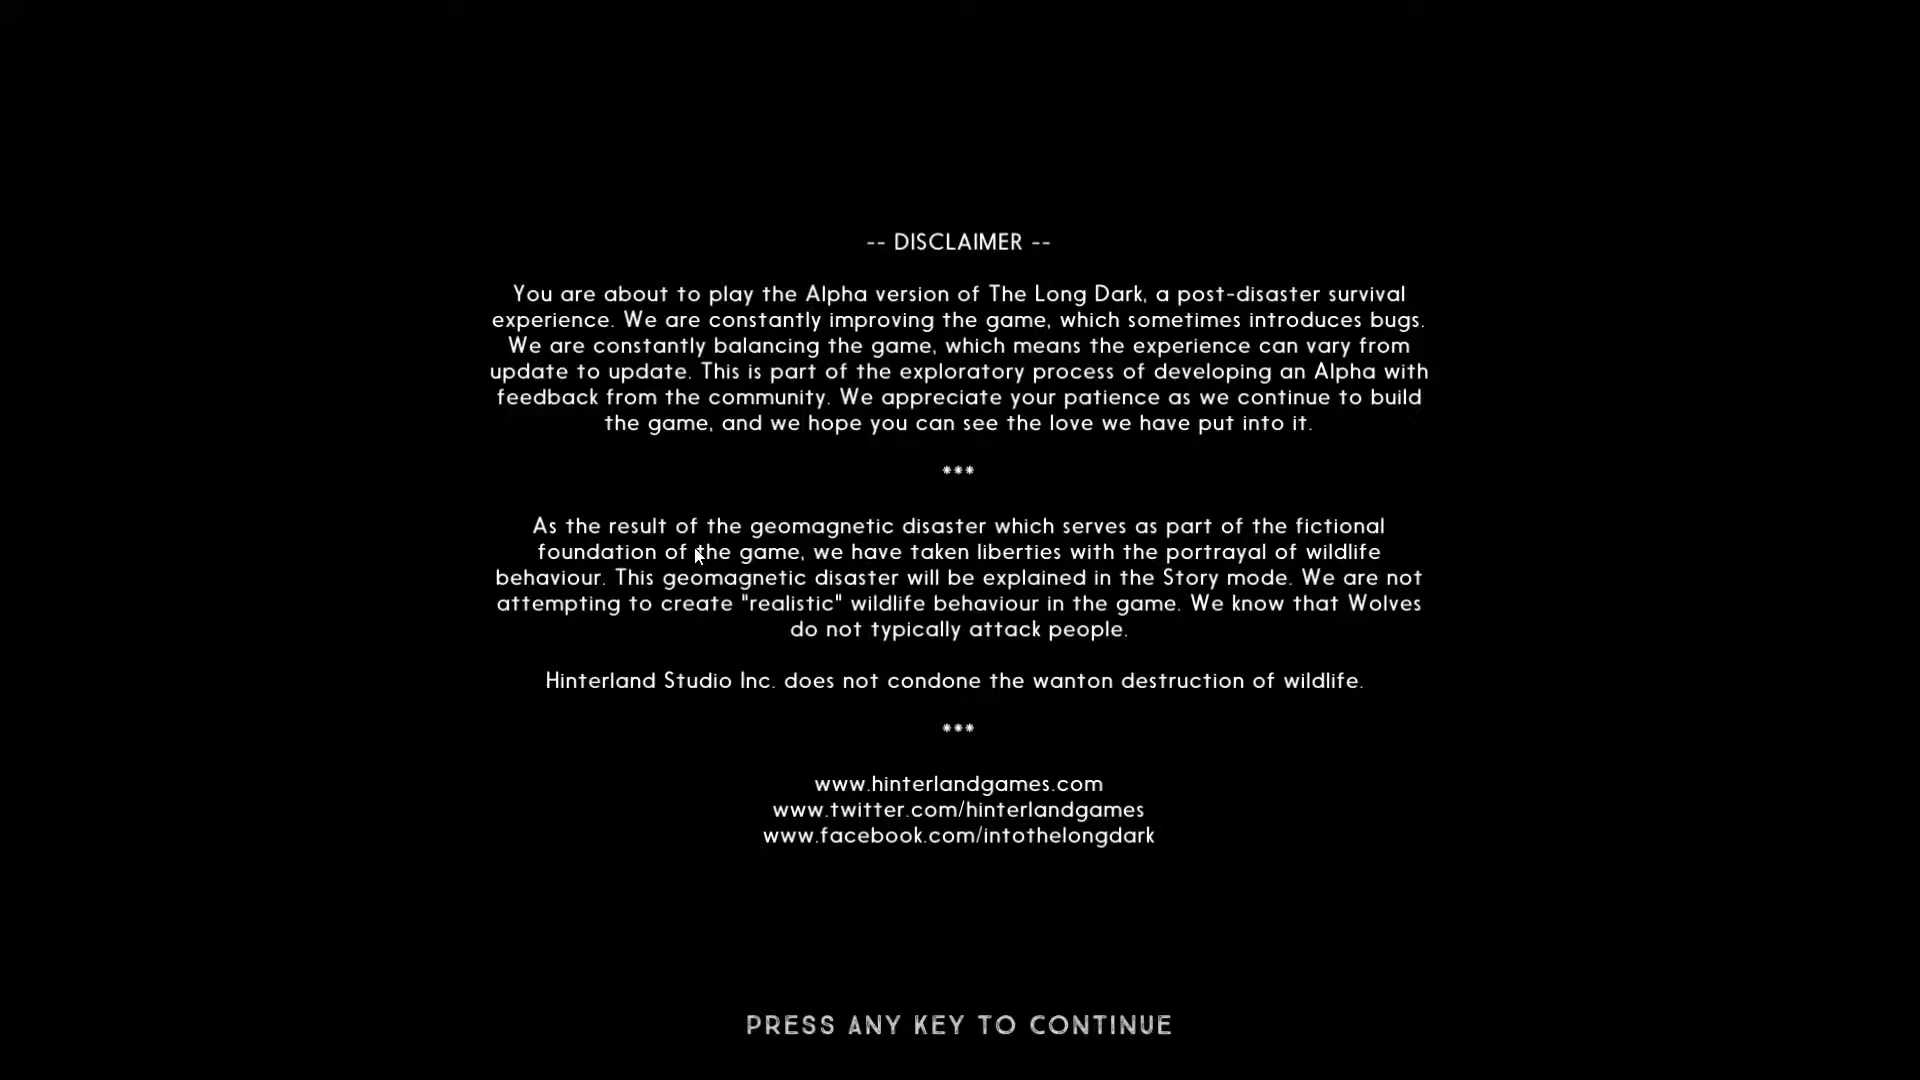 -- DISCLAIMER --
You are about to play the Alpha version of The Long Dark, a post-disaster survival
experience. We are constantly improving the game, which sometimes introduces bugs.
We are constantly balancing the game, which means the experience can vary from
update to update. This is part of the exploratory process of developing an Alpha with
feedback from the community. We appreciate your patience as we continue to build
the game, and we hope you can see the love we have put into it.
***
As the result of the geomagnetic disaster which serves as part of the fictional
foundation of the game, we have taken liberties with the portrayal of wildlife
behaviour. This geomagnetic disaster will be explained in the Story mode. We are not
attempting to create "realistic" wildlife behaviour in the game. We know that Wolves
do not typically attack people.
Hinterland Studio Inc. does not condone the wanton destruction of wildlife.
***
www.hinterlandgames.com
www.twitter.com/hinterlandgames
www.facebook.com/intothelongdark
PRESS ANY KEY TO CONTINUE